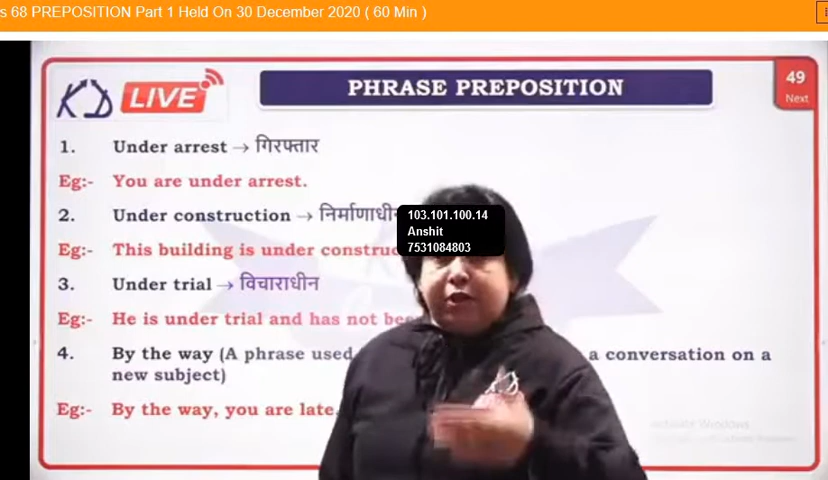 s 68 PREPOSITION Part 1 Held On 30 December 2020 ( 60 Min )
KD LIVE
PHRASE PREPOSITION
49
Next
1. Under arrest → गिरफ्तार
Eg:- You are under arrest.
2. Under construction → निर्माणाधी
103.101.100.14
Anshit
7531084803
Eg:- This building is under construc
3. Under trial → विचाराधीन
Eg:- He is under trial and has not be
4. By the way (A phrase used a conversation on a
new subject)
Eg:- By the way, you are late.
Activate Windows